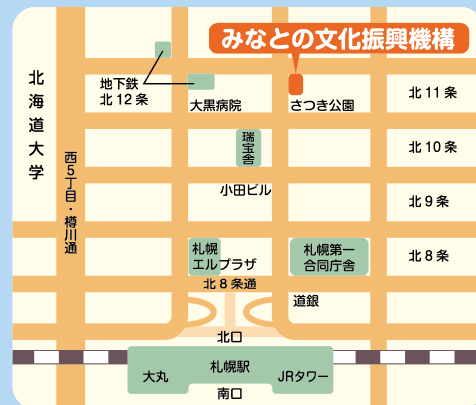 みなとの文化振興機構
地下鉄
北12条
大黒病院
さつき公園
北11条
北海道大学
西5丁目・樽川通
瑞宝舎
北10条
小田ビル
北9条
札幌
エルプラザ
札幌第一
合同庁舎
北8条
北8条通
道銀
北口
札幌駅
大丸
JRタワー
南口